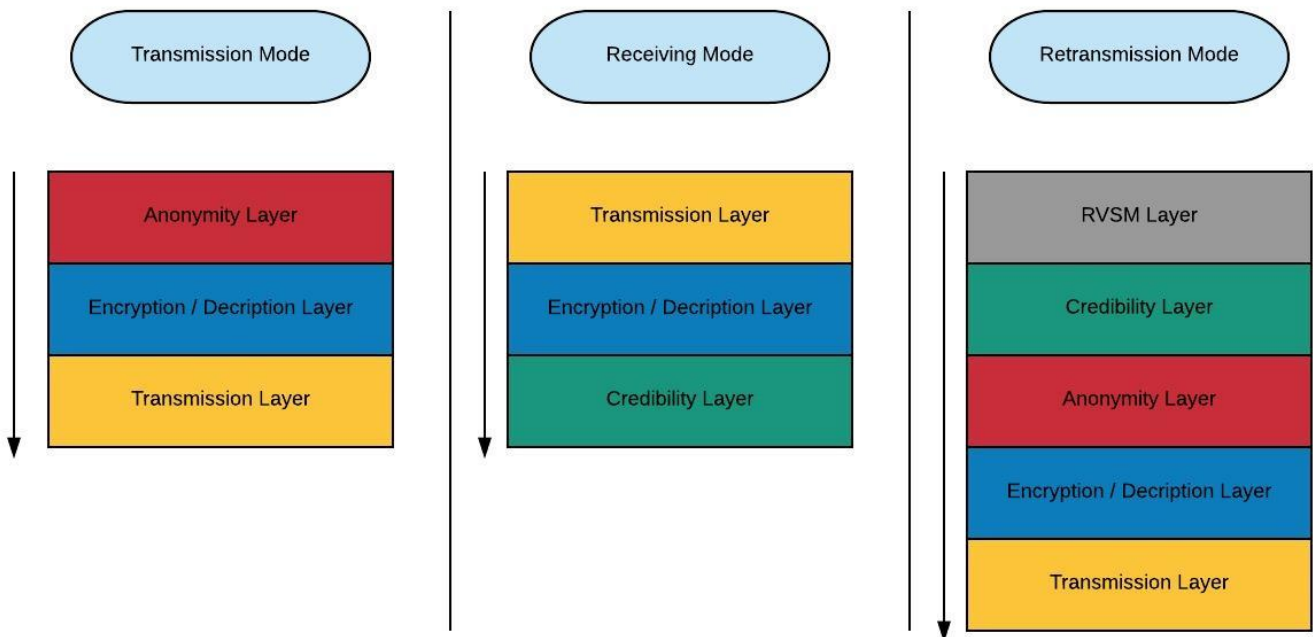 Transmission Mode
Anonymity Layer
Encryption / Decription Layer
Transmission Layer
Receiving Mode
Transmission Layer
Encryption / Decription Layer
Credibility Layer
Retransmission Mode
RVSM Layer
Credibility Layer
Anonymity Layer
Encryption / Decription Layer
Transmission Layer